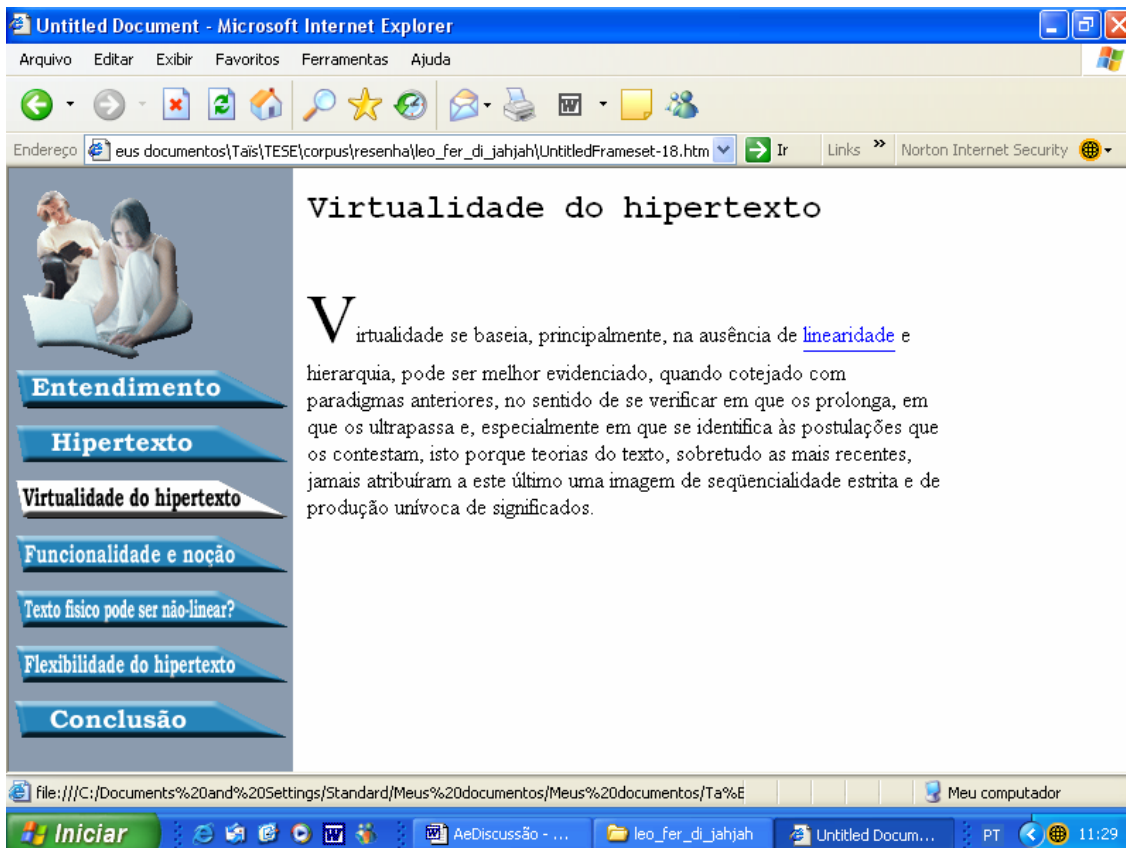 Untitled Document - Microsoft Internet Explorer
Arquivo Editar Exibir Favoritos Ferramentas Ajuda
Endereço eus documentos\Taïs\TESE\corpus\resenha\leo_fer_di_jahjah\UntitledFrameset-18.htm Ir Links » Norton Internet Security
Virtualidade do hipertexto
Virtualidade se baseia, principalmente, na ausência de linearidade e
hierarquia, pode ser melhor evidenciado, quando cotejado com
paradigmas anteriores, no sentido de se verificar em que os prolonga, em
que os ultrapassa e, especialmente em que se identifica às postulações que
os contestam, isto porque teorias do texto, sobretudo as mais recentes,
jamais atribuíram a este último uma imagem de seqüencialidade estrita e de
produção unívoca de significados.
Entendimento
Hipertexto
Virtualidade do hipertexto
Funcionalidade e noção
Texto fisico pode ser não-linear?
Flexibilidade do hipertexto
Conclusão
file:///C:/Documents%20and%20Settings/Standard/Meus%20documentos/Meus%20documentos/Ta%E Meu computador
Iniciar AeDiscussão - ... leo_fer_di_jahjah Untitled Docum... PT 11:29